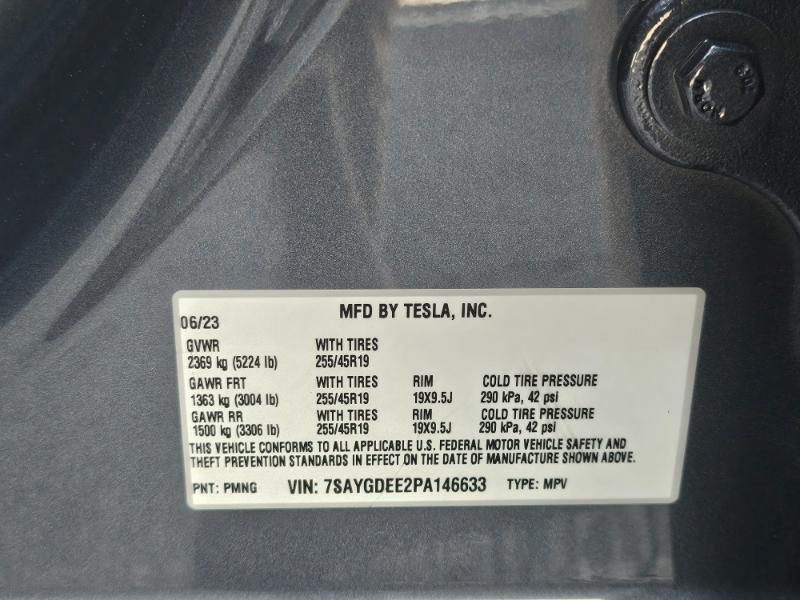 MFD BY TESLA, INC.
06/23
GVWR WITH TIRES
2369 kg (5224 lb) 255/45R19
GAWR FRT WITH TIRES RIM COLD TIRE PRESSURE
1363 kg (3004 lb) 255/45R19 19X9.5J 290 kPa, 42 psi
GAWR RR WITH TIRES RIM COLD TIRE PRESSURE
1500 kg (3306 lb) 255/45R19 19X9.5J 290 kPa, 42 psi
THIS VEHICLE CONFORMS TO ALL APPLICABLE U.S. FEDERAL MOTOR VEHICLE SAFETY AND
THEFT PREVENTION STANDARDS IN EFFECT ON THE DATE OF MANUFACTURE SHOWN ABOVE.
PNT: PMNG VIN: 7SAYGDEE2PA146633 TYPE: MPV